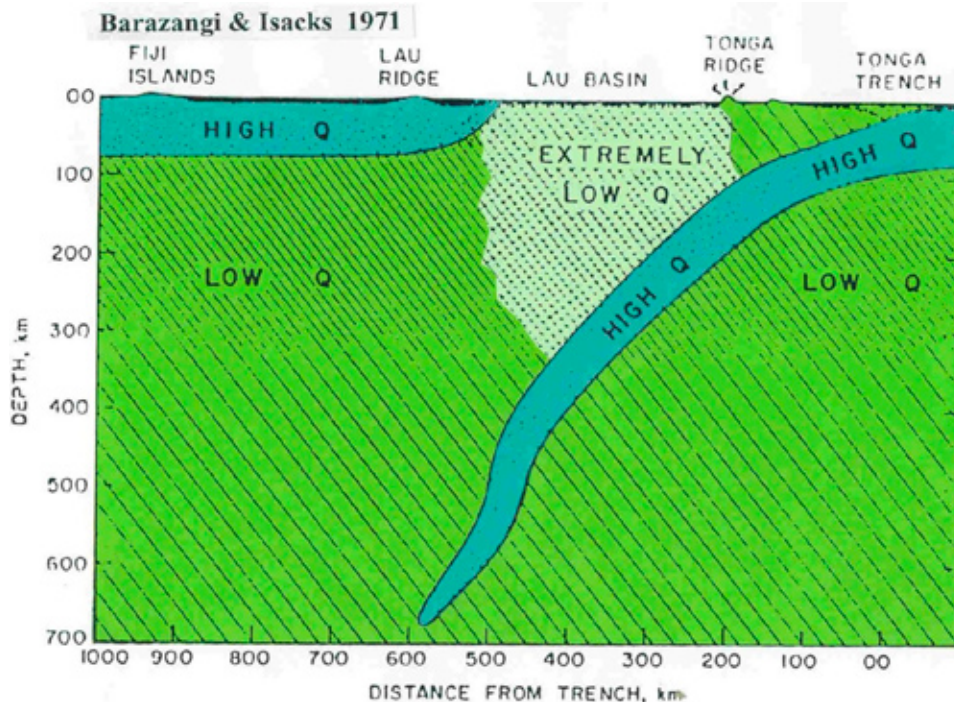 Barazangi & Isacks 1971
FIJI
ISLANDS
LAU
RIDGE
LAU BASIN
TONGA
RIDGE
TONGA
TRENCH
00
100
200
300
400
500
600
700
DEPTH, km
HIGH Q
EXTREMELY
LOW Q
HIGH Q
LOW Q
HIGH Q
LOW Q
1000 900 800 700 600 500 400 300 200 100 00
DISTANCE FROM TRENCH, km